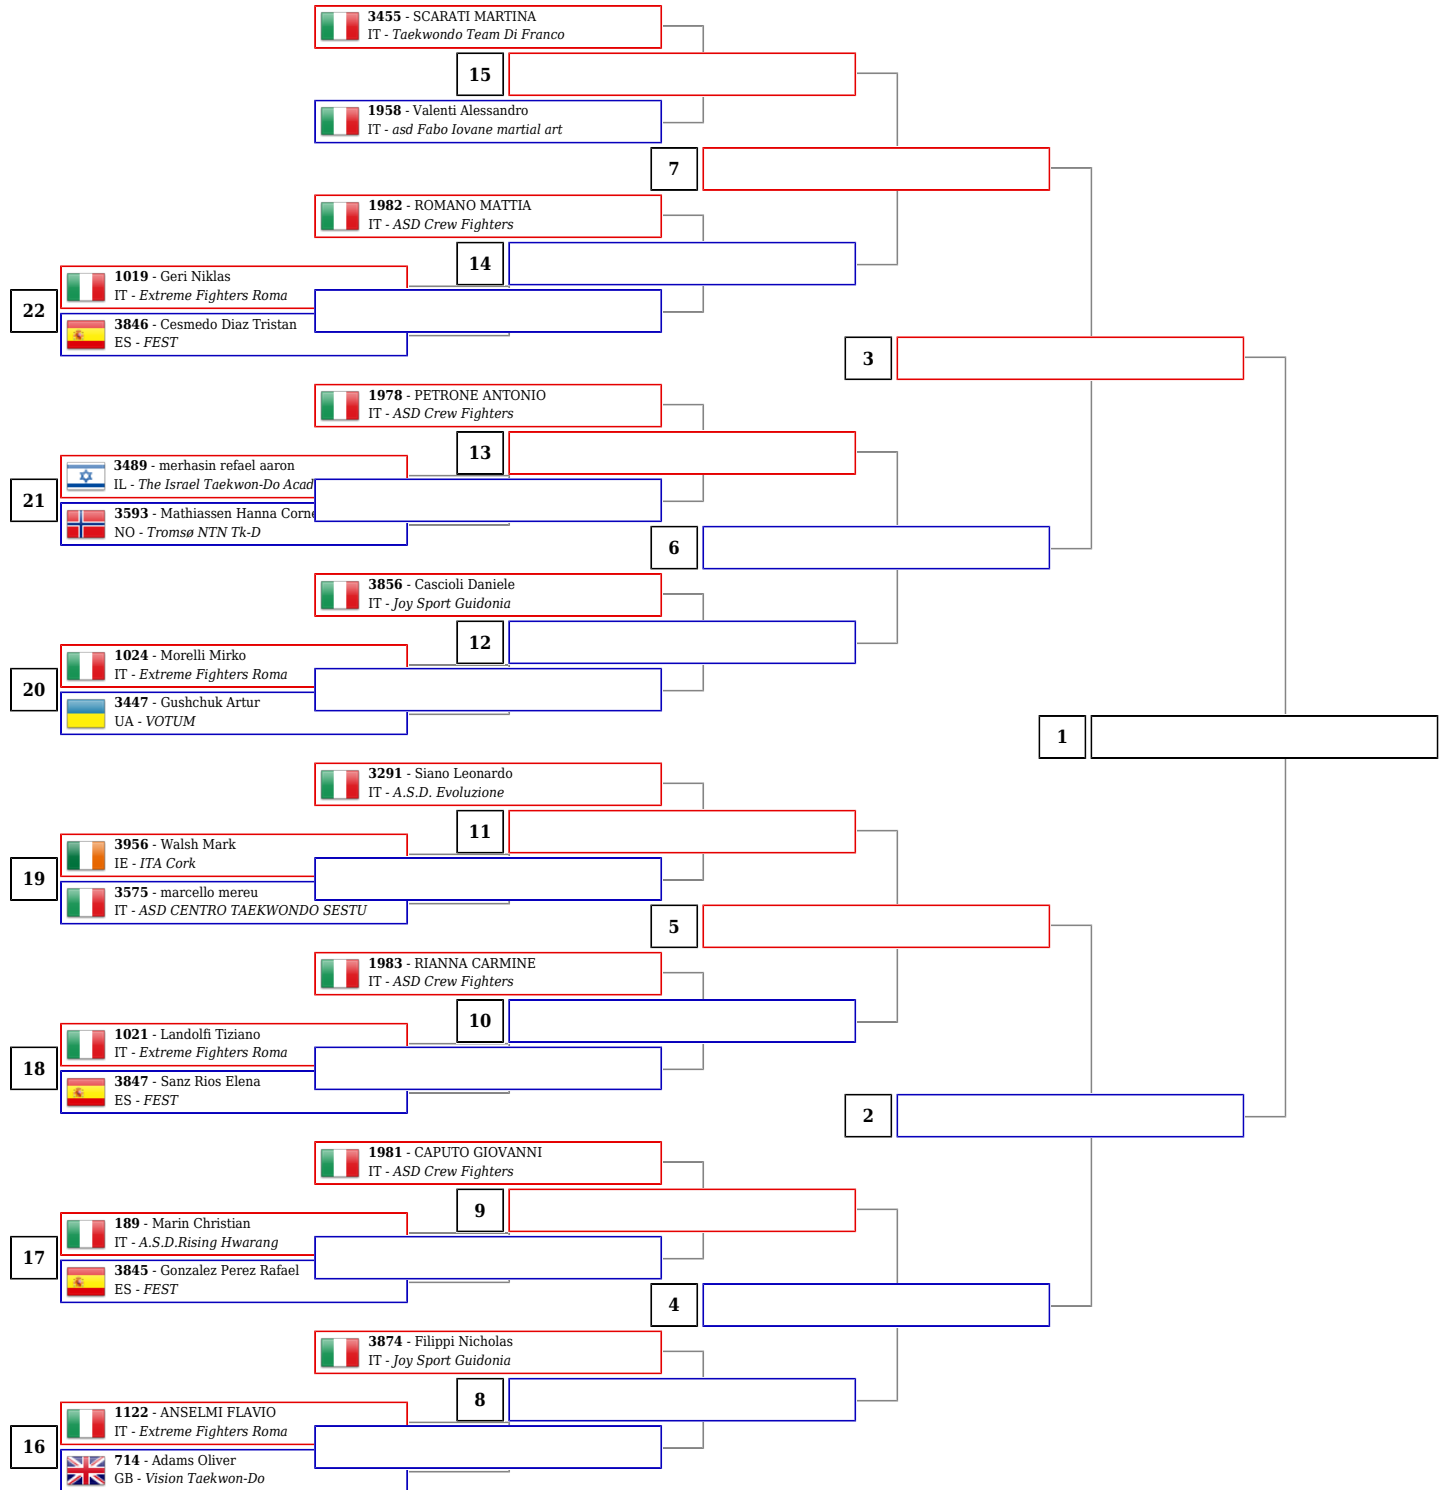 3455 - SCARATI MARTINA
IT - Taekwondo Team Di Franco
15
1958 - Valenti Alessandro
IT - asd Fabo Iovane martial art
7
1982 - ROMANO MATTIA
IT - ASD Crew Fighters
14
1019 - Geri Niklas
IT - Extreme Fighters Roma
22
3846 - Cesmedo Diaz Tristan
ES - FEST
3
1978 - PETRONE ANTONIO
IT - ASD Crew Fighters
13
3489 - merhasin refael aaron
IL - The Israel Taekwon-Do Acad
21
3593 - Mathiassen Hanna Corne
NO - Tromsø NTN Tk-D
6
3856 - Cascioli Daniele
IT - Joy Sport Guidonia
12
1024 - Morelli Mirko
IT - Extreme Fighters Roma
20
3447 - Gushchuk Artur
UA - VOTUM
1
3291 - Siano Leonardo
IT - A.S.D. Evoluzione
11
3956 - Walsh Mark
IE - ITA Cork
19
3575 - marcello mereu
IT - ASD CENTRO TAEKWONDO SESTU
5
1983 - RIANNA CARMINE
IT - ASD Crew Fighters
10
1021 - Landolfi Tiziano
IT - Extreme Fighters Roma
18
3847 - Sanz Rios Elena
ES - FEST
2
1981 - CAPUTO GIOVANNI
IT - ASD Crew Fighters
9
189 - Marin Christian
IT - A.S.D.Rising Hwarang
17
3845 - Gonzalez Perez Rafael
ES - FEST
4
3874 - Filippi Nicholas
IT - Joy Sport Guidonia
8
1122 - ANSELMI FLAVIO
IT - Extreme Fighters Roma
16
714 - Adams Oliver
GB - Vision Taekwon-Do